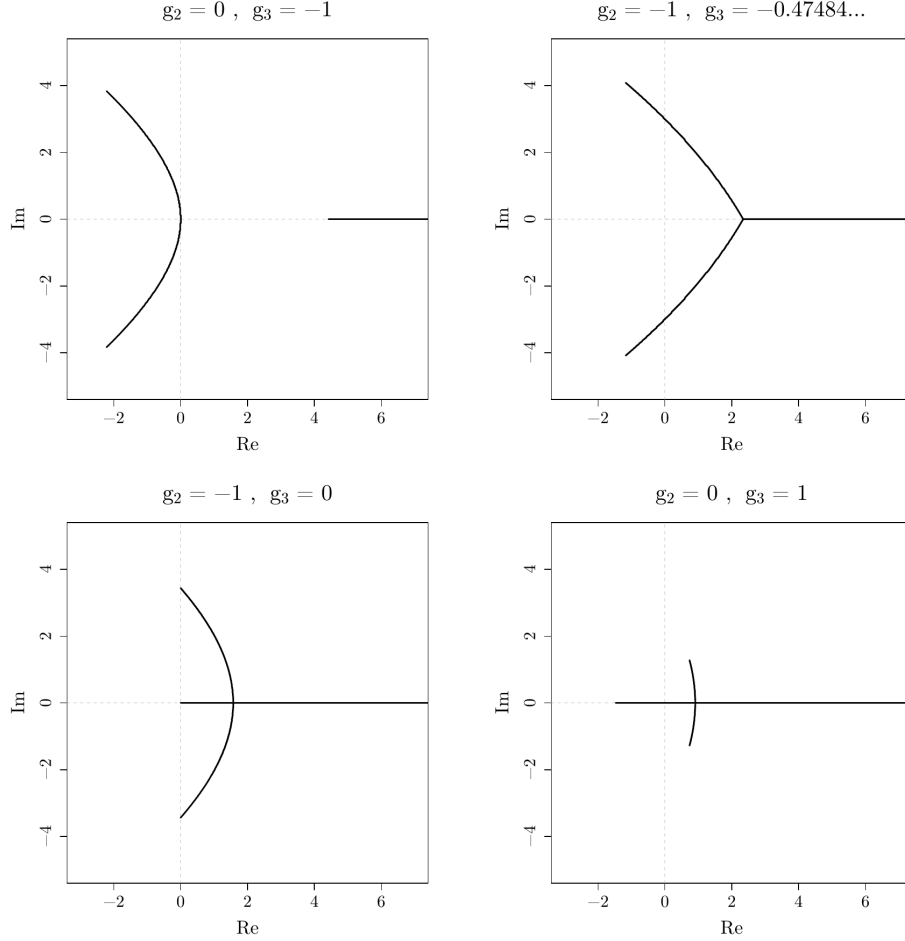 g₂ = 0 , g₃ = −1
4
2
0
−2
−4
Im
−2 0 2 4 6
Re
g₂ = −1 , g₃ = −0.47484...
4
2
0
−2
−4
Im
−2 0 2 4 6
Re
g₂ = −1 , g₃ = 0
4
2
0
−2
−4
Im
−2 0 2 4 6
Re
g₂ = 0 , g₃ = 1
4
2
0
−2
−4
Im
−2 0 2 4 6
Re